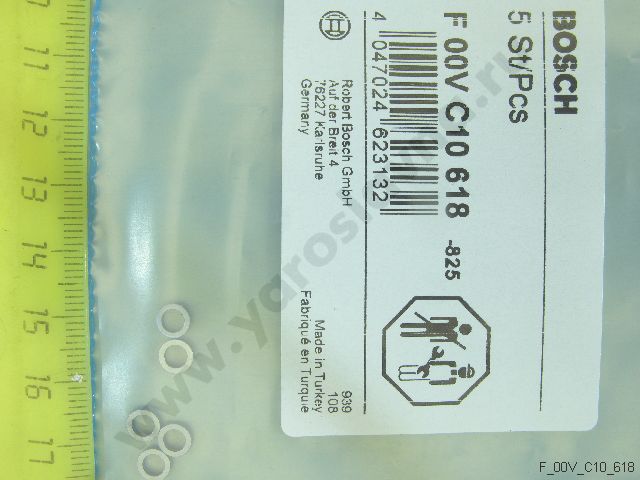 BOSCH
5 St/Pcs
F 00V C10 618
-825
4 047024 623132
Robert Bosch GmbH
Auf der Breit 4
76227 Karlsruhe
Germany
939
108
Made in Turkey
Fabriqué en Turquie
11
12
13
14
15
16
17
F_00V_C10_618